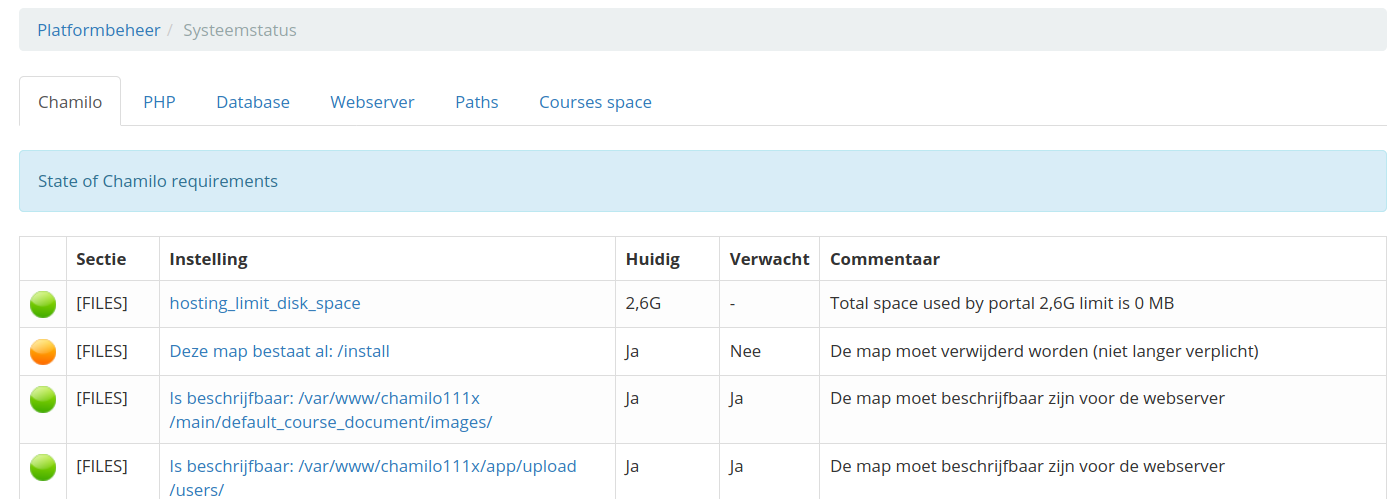 Platformbeheer / Systeemstatus
Chamilo PHP Database Webserver Paths Courses space
State of Chamilo requirements
Sectie Instelling Huidig Verwacht Commentaar
[FILES] hosting_limit_disk_space 2,6G - Total space used by portal 2,6G limit is 0 MB
[FILES] Deze map bestaat al: /install Ja Nee De map moet verwijderd worden (niet langer verplicht)
[FILES] Is beschrijfbaar: /var/www/chamilo111x Ja Ja De map moet beschrijfbaar zijn voor de webserver
/main/default_course_document/images/
[FILES] Is beschrijfbaar: /var/www/chamilo111x/app/upload Ja Ja De map moet beschrijfbaar zijn voor de webserver
/users/